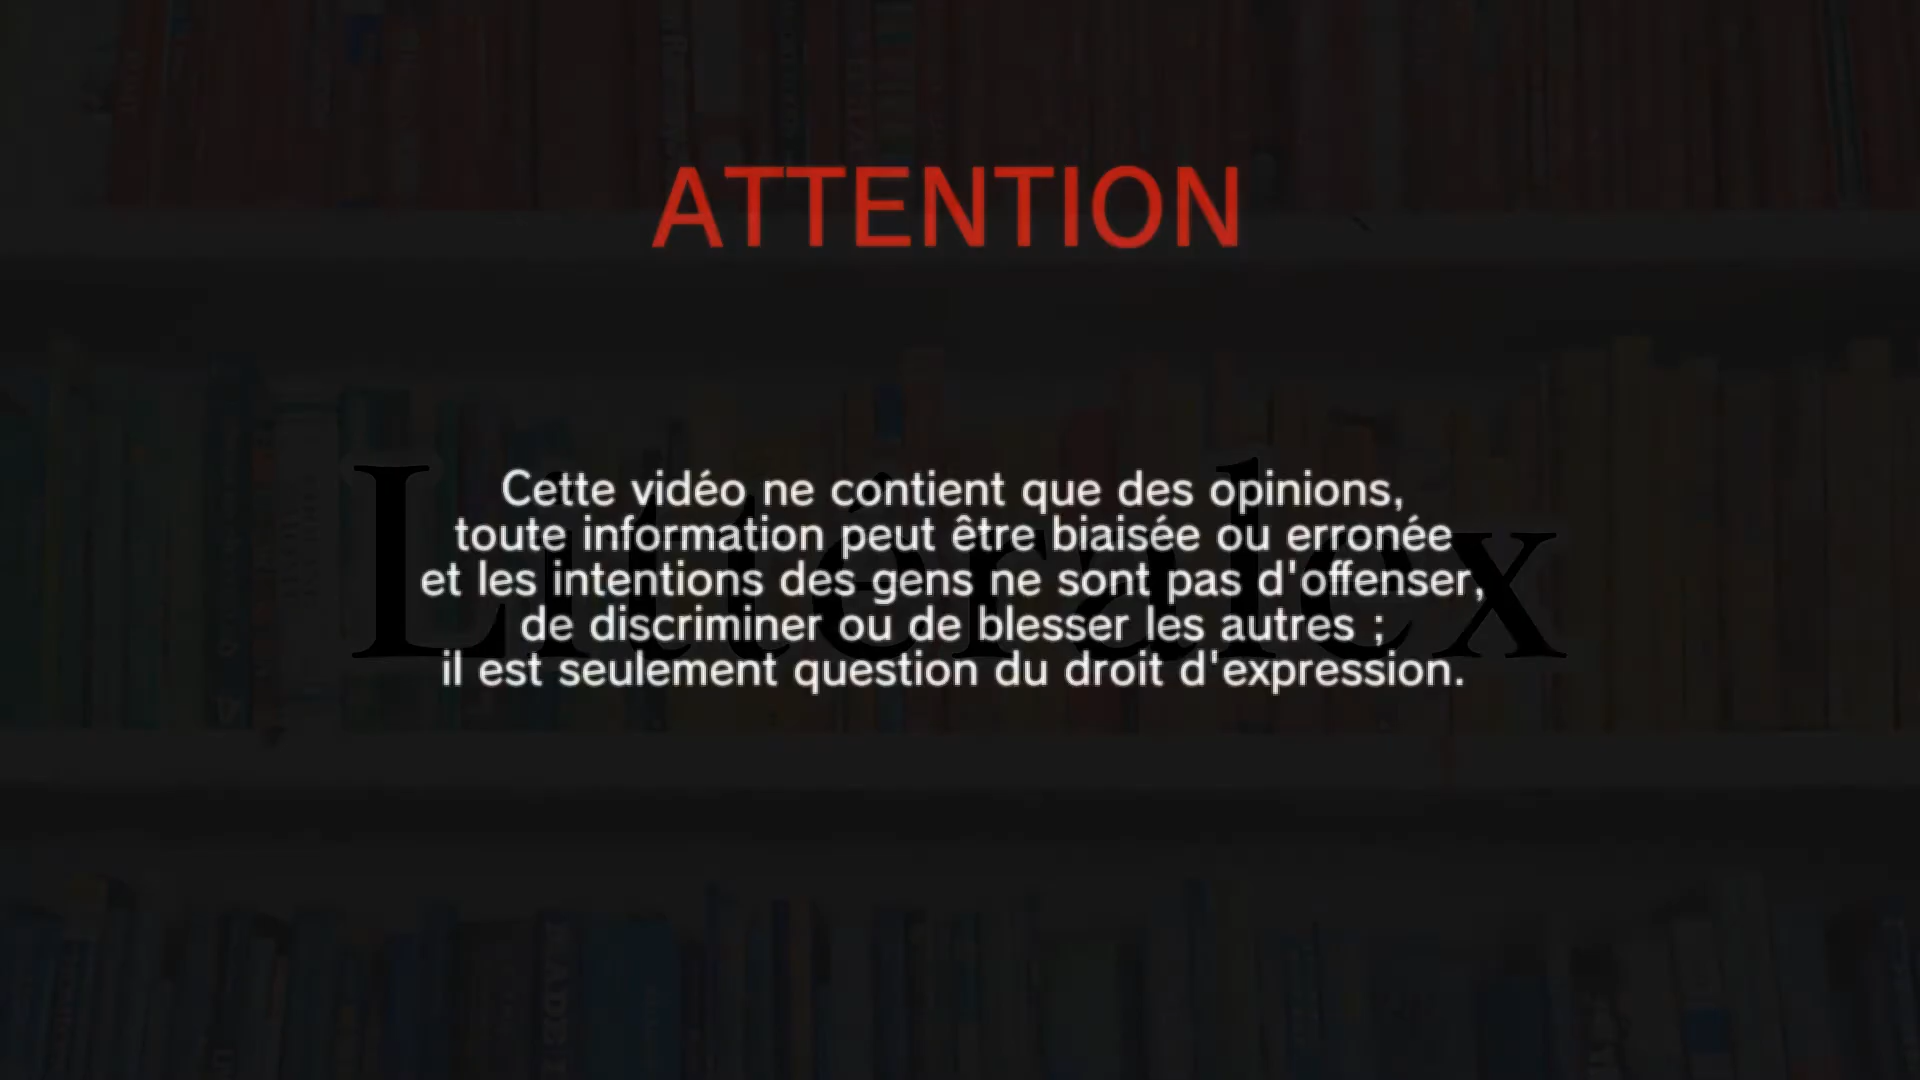 ATTENTION
Cette vidéo ne contient que des opinions,
toute information peut être biaisée ou erronée
et les intentions des gens ne sont pas d'offenser,
de discriminer ou de blesser les autres ;
il est seulement question du droit d'expression.
Littéralex